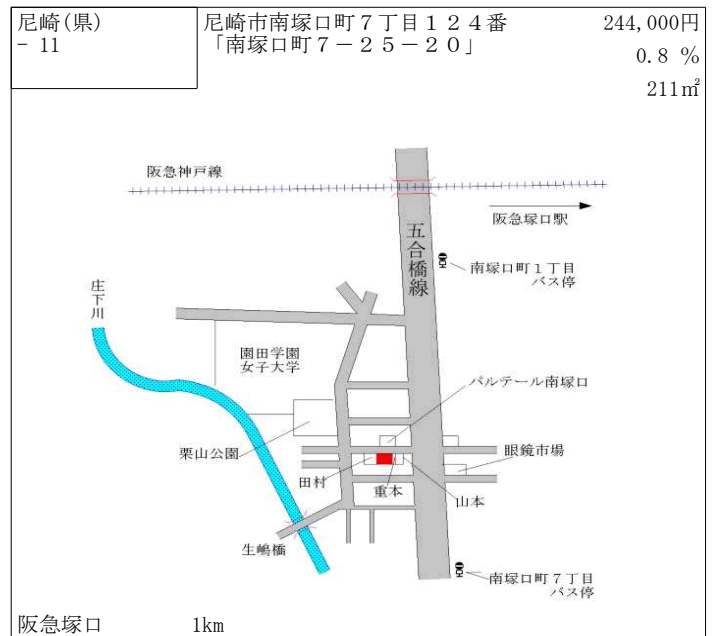 尼崎(県)
- 11
尼崎市南塚口町７丁目１２４番
「南塚口町７－２５－２０」
244,000円
0.8 %
211㎡
阪急神戸線
阪急塚口駅
五合橋線
南塚口町１丁目
バス停
庄下川
園田学園
女子大学
パルテール南塚口
栗山公園
眼鏡市場
田村
重本
山本
生嶋橋
南塚口町７丁目
バス停
阪急塚口
1km